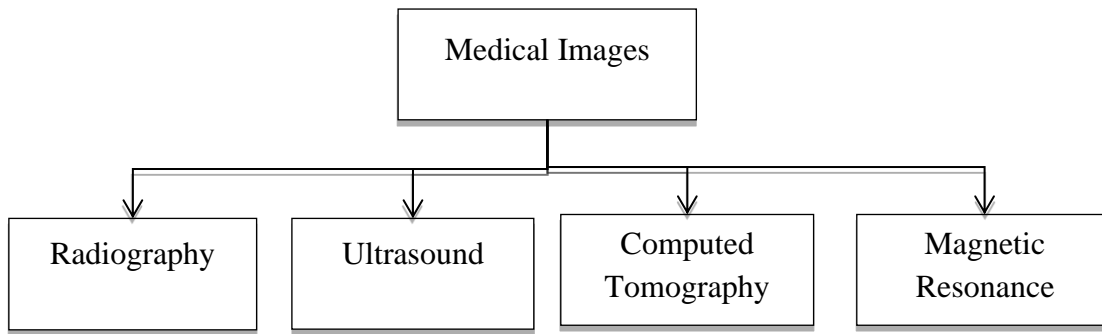 Medical Images
Radiography
Ultrasound
Computed
Tomography
Magnetic
Resonance